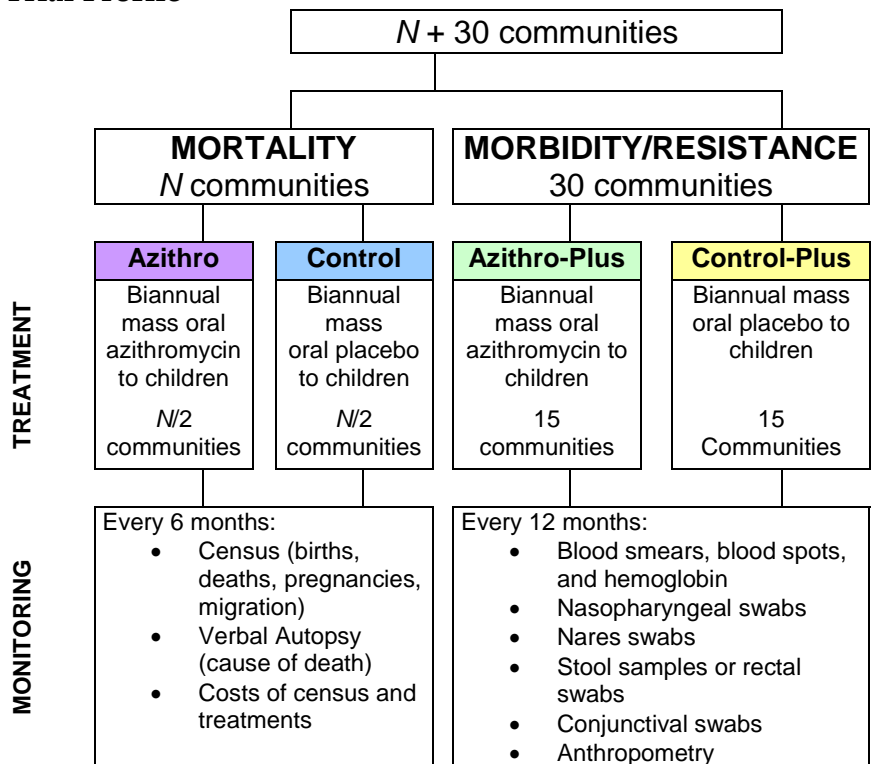 N + 30 communities
MORTALITY
N communities
MORBIDITY/RESISTANCE
30 communities
TREATMENT
Azithro
Biannual
mass oral
azithromycin
to children
N/2
communities
Control
Biannual
mass
oral placebo
to children
N/2
communities
Azithro-Plus
Biannual
mass oral
azithromycin to
children
15
communities
Control-Plus
Biannual mass
oral placebo to
children
15
Communities
MONITORING
Every 6 months:
• Census (births,
deaths, pregnancies,
migration)
• Verbal Autopsy
(cause of death)
• Costs of census and
treatments
Every 12 months:
• Blood smears, blood spots,
and hemoglobin
• Nasopharyngeal swabs
• Nares swabs
• Stool samples or rectal
swabs
• Conjunctival swabs
• Anthropometry